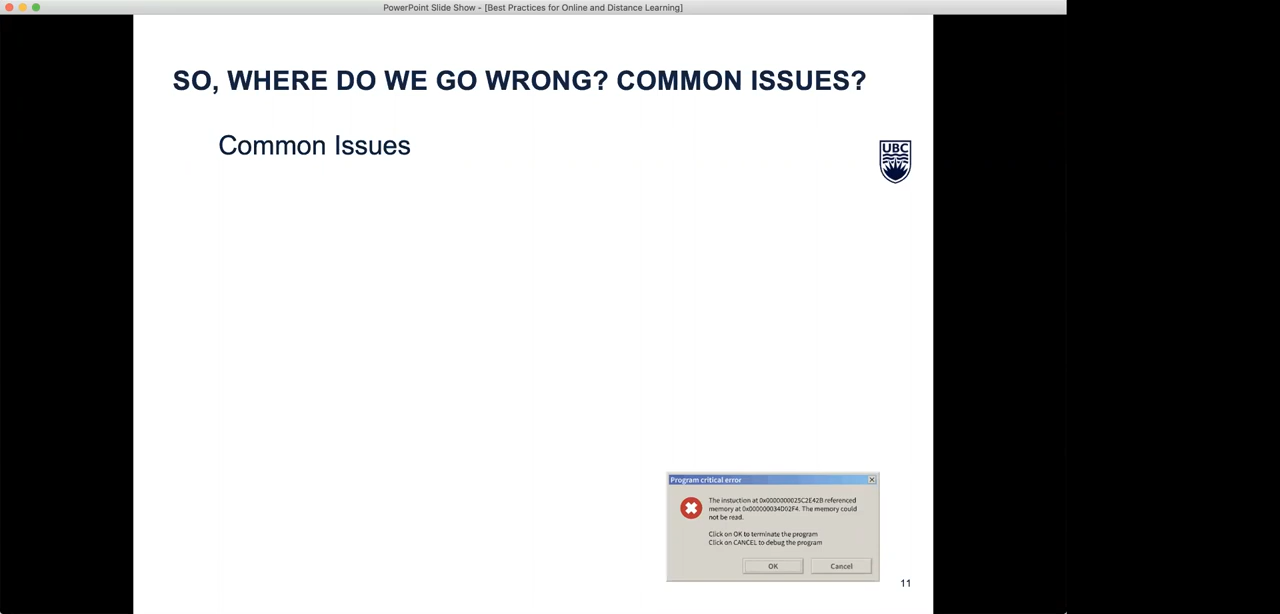 PowerPoint Slide Show - [Best Practices for Online and Distance Learning]
SO, WHERE DO WE GO WRONG? COMMON ISSUES?
Common Issues
UBC
Program critical error
The instuction at 0x0000000025C2E42B referenced
memory at 0x000000034D02F4. The memory could
not be read.
Click on OK to terminate the program
Click on CANCEL to debug the program
OK Cancel
11